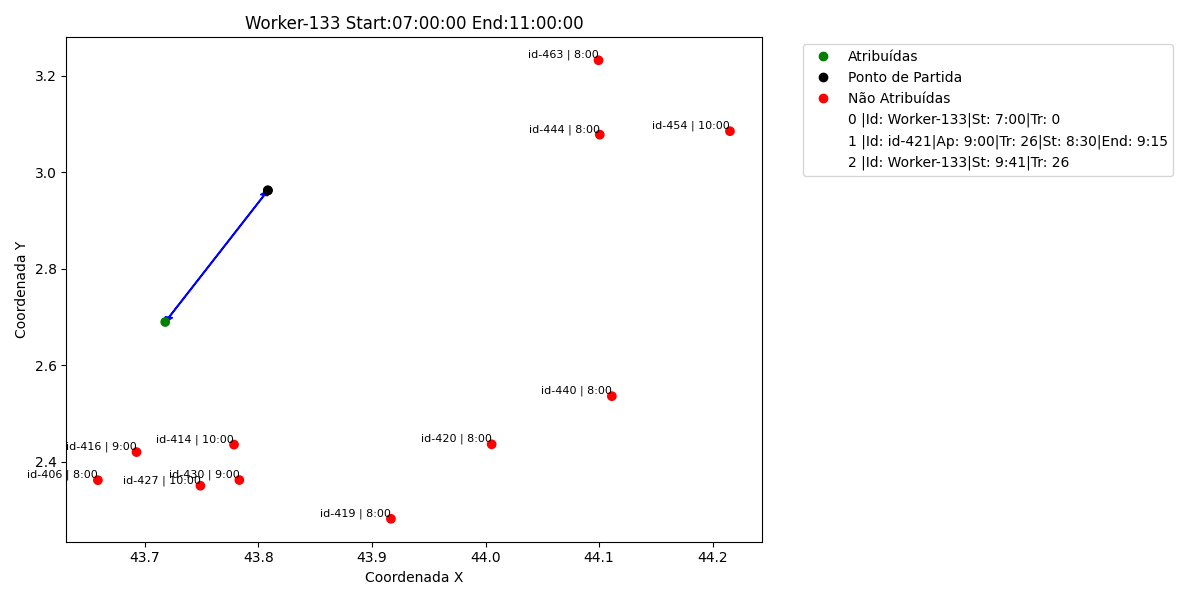 Worker-133 Start:07:00:00 End:11:00:00
Atribuídas
Ponto de Partida
Não Atribuídas
0 |Id: Worker-133|St: 7:00|Tr: 0
1 |Id: id-421|Ap: 9:00|Tr: 26|St: 8:30|End: 9:15
2 |Id: Worker-133|St: 9:41|Tr: 26
id-463 | 8:00
id-444 | 8:00
id-454 | 10:00
id-440 | 8:00
id-420 | 8:00
id-414 | 10:00
id-416 | 9:00
id-406 | 8:00
id-430 | 9:00
id-427 | 10:00
id-419 | 8:00
3.2
3.0
2.8
2.6
2.4
Coordenada Y
43.7
43.8
43.9
44.0
44.1
44.2
Coordenada X